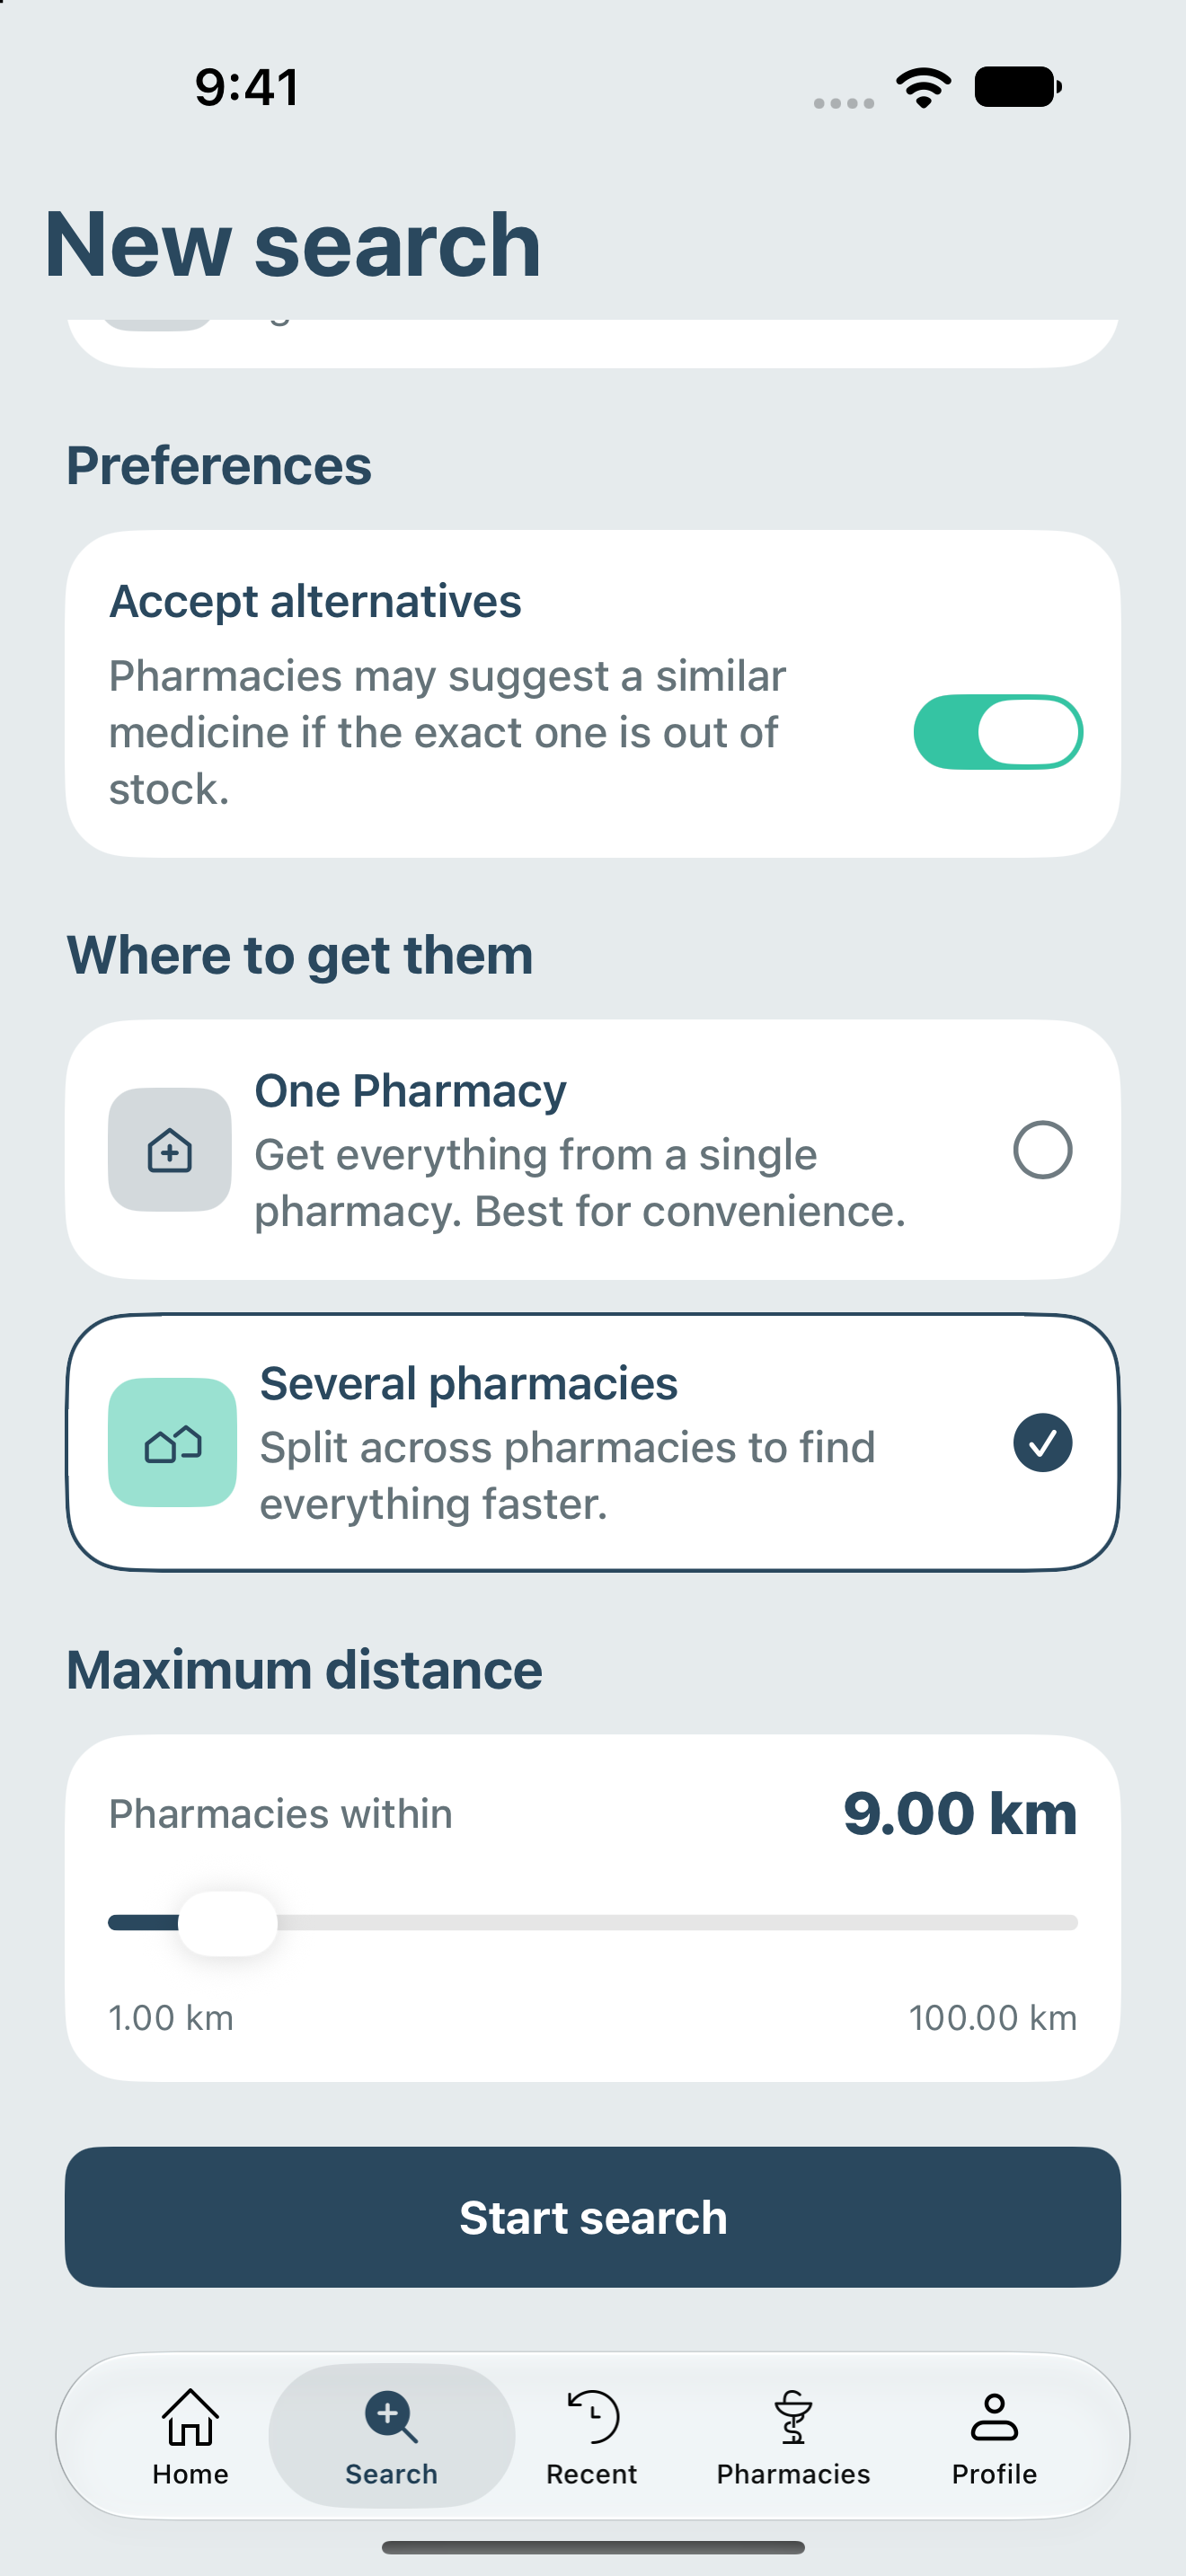 9:41
New search
Preferences
Accept alternatives
Pharmacies may suggest a similar
medicine if the exact one is out of
stock.
Where to get them
One Pharmacy
Get everything from a single
pharmacy. Best for convenience.
Several pharmacies
Split across pharmacies to find
everything faster.
Maximum distance
Pharmacies within
9.00 km
1.00 km
100.00 km
Start search
Home
Search
Recent
Pharmacies
Profile